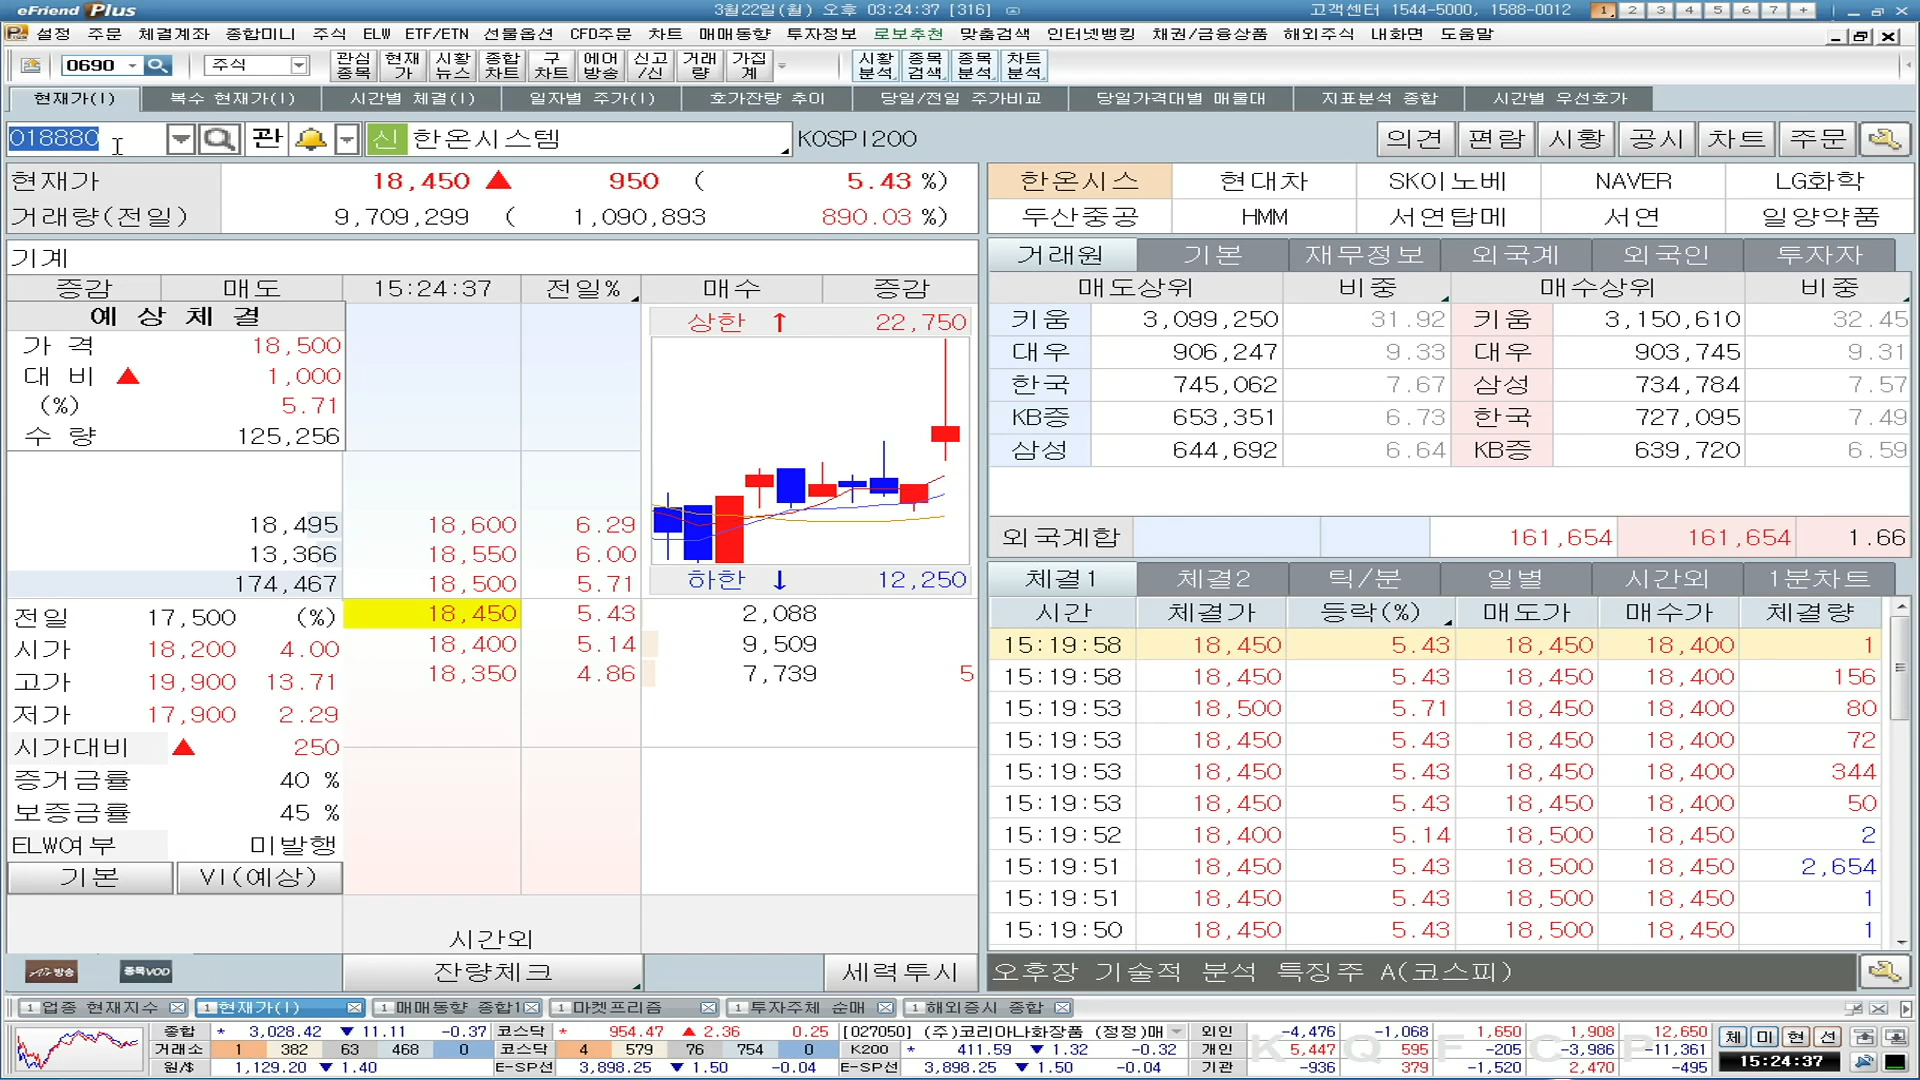 eFriend Plus 3월22일(월) 오후 03:24:37 [316] 고객센터 1544-5000, 1588-0012 1 2 3 4 5 6 7 +
설정 주문 체결계좌 종합미니 주식 ELW ETF/ETN 선물옵션 CFD주문 차트 매매동향 투자정보 로보추천 맞춤검색 인터넷뱅킹 채권/금융상품 해외주식 내화면 도움말
0690 주식 관심종목 현재가 시황뉴스 종합차트 구차트 에어방송 신고/신 거래량 가집계 시황분석 종목검색 종목분석 차트분석
현재가(I) 복수 현재가(I) 시간별 체결(I) 일자별 주가(I) 호가잔량 추이 당일/전일 주가비교 당일가격대별 매물대 지표분석 종합 시간별 우선호가
018880 관 신 한온시스템 KOSPI200 의견 편람 시황 공시 차트 주문
현재가 18,450 ▲ 950 ( 5.43 %)
거래량(전일) 9,709,299 ( 1,090,893 890.03 %)
기계
증감 매도 15:24:37 전일% 매수 증감
예 상 체 결
가 격 18,500
대 비 ▲ 1,000
(%) 5.71
수 량 125,256
상한 ↑ 22,750
하한 ↓ 12,250
18,495 18,600 6.29
13,366 18,550 6.00
174,467 18,500 5.71
전일 17,500 (%) 18,450 5.43 2,088
시가 18,200 4.00 18,400 5.14 9,509
고가 19,900 13.71 18,350 4.86 7,739 5
저가 17,900 2.29
시가대비 ▲ 250
증거금률 40 %
보증금률 45 %
ELW여부 미발행
기본 VI(예상)
시간외
종목VOD 잔량체크 세력투시
한온시스 현대차 SK이노베 NAVER LG화학
두산중공 HMM 서연탑메 서연 일양약품
거래원 기본 재무정보 외국계 외국인 투자자
매도상위 비중 매수상위 비중
키움 3,099,250 31.92 키움 3,150,610 32.45
대우 906,247 9.33 대우 903,745 9.31
한국 745,062 7.67 삼성 734,784 7.57
KB증 653,351 6.73 한국 727,095 7.49
삼성 644,692 6.64 KB증 639,720 6.59
외국계합 161,654 161,654 1.66
체결1 체결2 틱/분 일별 시간외 1분차트
시간 체결가 등락(%) 매도가 매수가 체결량
15:19:58 18,450 5.43 18,450 18,400 1
15:19:58 18,450 5.43 18,450 18,400 156
15:19:53 18,500 5.71 18,450 18,400 80
15:19:53 18,450 5.43 18,450 18,400 72
15:19:53 18,450 5.43 18,450 18,400 344
15:19:53 18,450 5.43 18,450 18,400 50
15:19:52 18,400 5.14 18,500 18,450 2
15:19:51 18,450 5.43 18,500 18,450 2,654
15:19:51 18,450 5.43 18,500 18,450 1
15:19:50 18,450 5.43 18,500 18,450 1
오후장 기술적 분석 특징주 A(코스피)
1 업종 현재지수 1 현재가(I) 1 매매동향 종합1 1 마켓프리즘 1 투자주체 순매 1 해외증시 종합
종합 * 3,028.42 ▼ 11.11 -0.37 코스닥 * 954.47 ▲ 2.36 0.25 [027050] (주)코리아나화장품 (정정)매 외인 -4,476 -1,068 1,650 1,908 12,650 체 미 현 선
거래소 1 382 63 468 0 코스닥 4 579 76 754 0 K200 * 411.59 ▼ 1.32 -0.32 개인 5,447 595 -205 -3,986 -11,361
원/$ 1,129.20 ▼ 1.40 E-SP선 3,898.25 ▼ 1.50 -0.04 E-SP선 3,898.25 ▼ 1.50 -0.04 기관 -936 379 -1,520 2,470 -495 15:24:37
K Q F C P